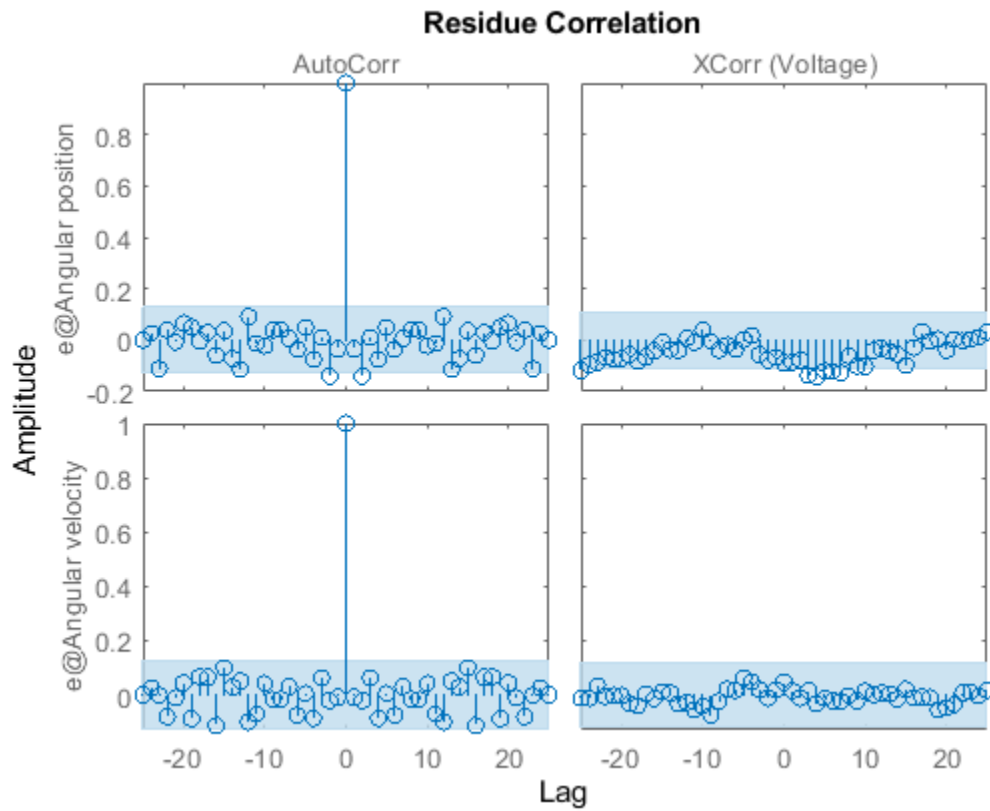 Residue Correlation
AutoCorr
XCorr (Voltage)
Amplitude
e@Angular position
0.8
0.6
0.4
0.2
0
-0.2
e@Angular velocity
1
0.8
0.6
0.4
0.2
0
-20 -10 0 10 20
-20 -10 0 10 20
Lag